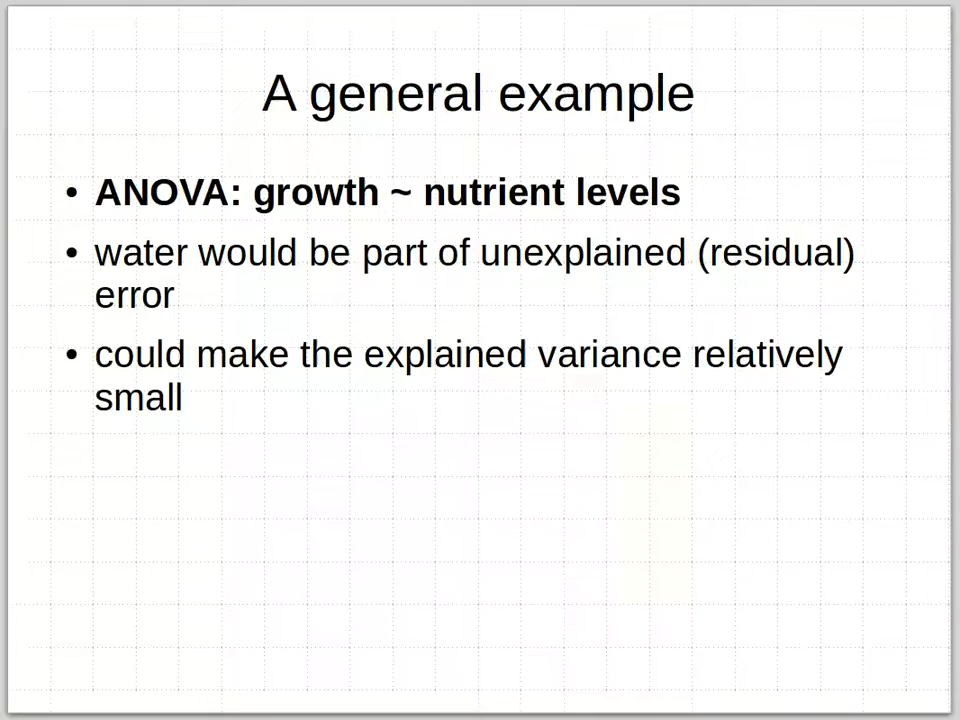 A general example
• ANOVA: growth ~ nutrient levels
• water would be part of unexplained (residual)
error
• could make the explained variance relatively
small